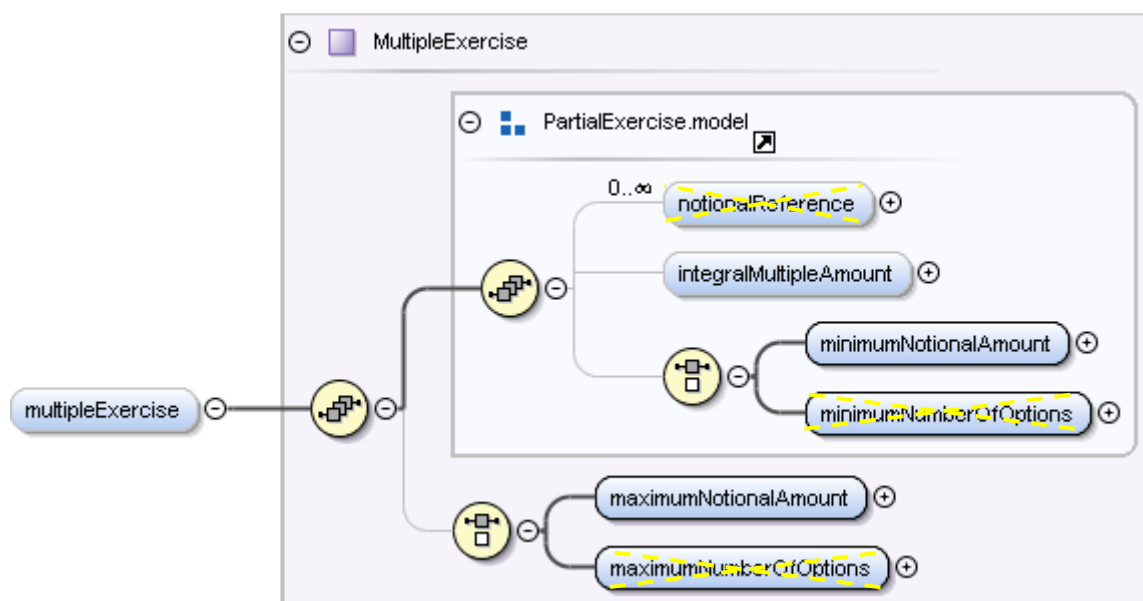 MultipleExercise
PartialExercise.model
0..∞
notionalReference
integralMultipleAmount
minimumNotionalAmount
multipleExercise
minimumNumberOfOptions
maximumNotionalAmount
maximumNumberOfOptions